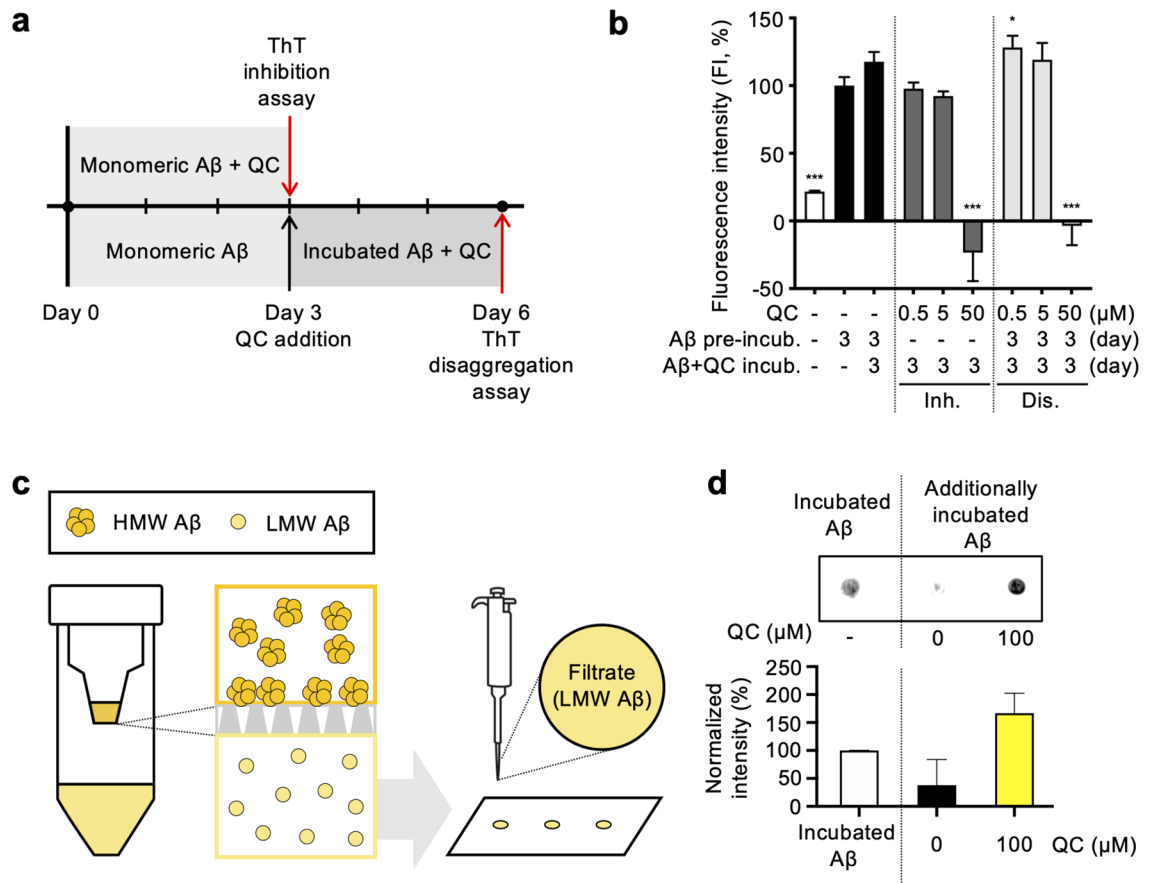 a
ThT
inhibition
assay
Monomeric Aβ + QC
Monomeric Aβ
Incubated Aβ + QC
Day 0
Day 3
Day 6
QC addition
ThT
disaggregation
assay
b
Fluorescence intensity (FI, %)
150
100
50
0
-50
***
***
*
***
QC - - - 0.5 5 50 0.5 5 50 (μM)
Aβ pre-incub. - 3 3 - - - 3 3 3 (day)
Aβ+QC incub. - - 3 3 3 3 3 3 3 (day)
Inh.
Dis.
c
HMW Aβ
LMW Aβ
Filtrate
(LMW Aβ)
d
Incubated
Aβ
Additionally
incubated
Aβ
QC (μM) - 0 100
Normalized
intensity (%)
250
200
150
100
50
0
Incubated
Aβ
0 100 QC (μM)